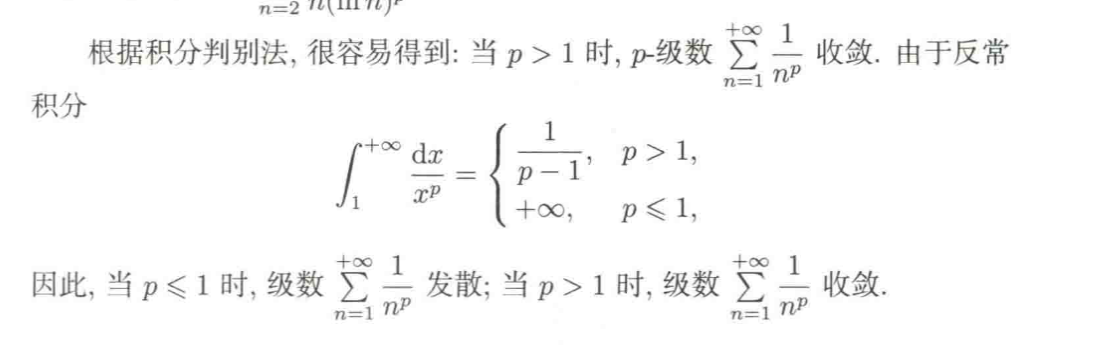 n=2 n(ln n)^p
根据积分判别法, 很容易得到: 当 p > 1 时, p-级数 \sum_{n=1}^{+\infty} \frac{1}{n^p} 收敛. 由于反常
积分
\int_1^{+\infty} \frac{\mathrm{d}x}{x^p} = \begin{cases} \frac{1}{p-1}, & p > 1, \\ +\infty, & p \leqslant 1, \end{cases}
因此, 当 p ⩽ 1 时, 级数 \sum_{n=1}^{+\infty} \frac{1}{n^p} 发散; 当 p > 1 时, 级数 \sum_{n=1}^{+\infty} \frac{1}{n^p} 收敛.